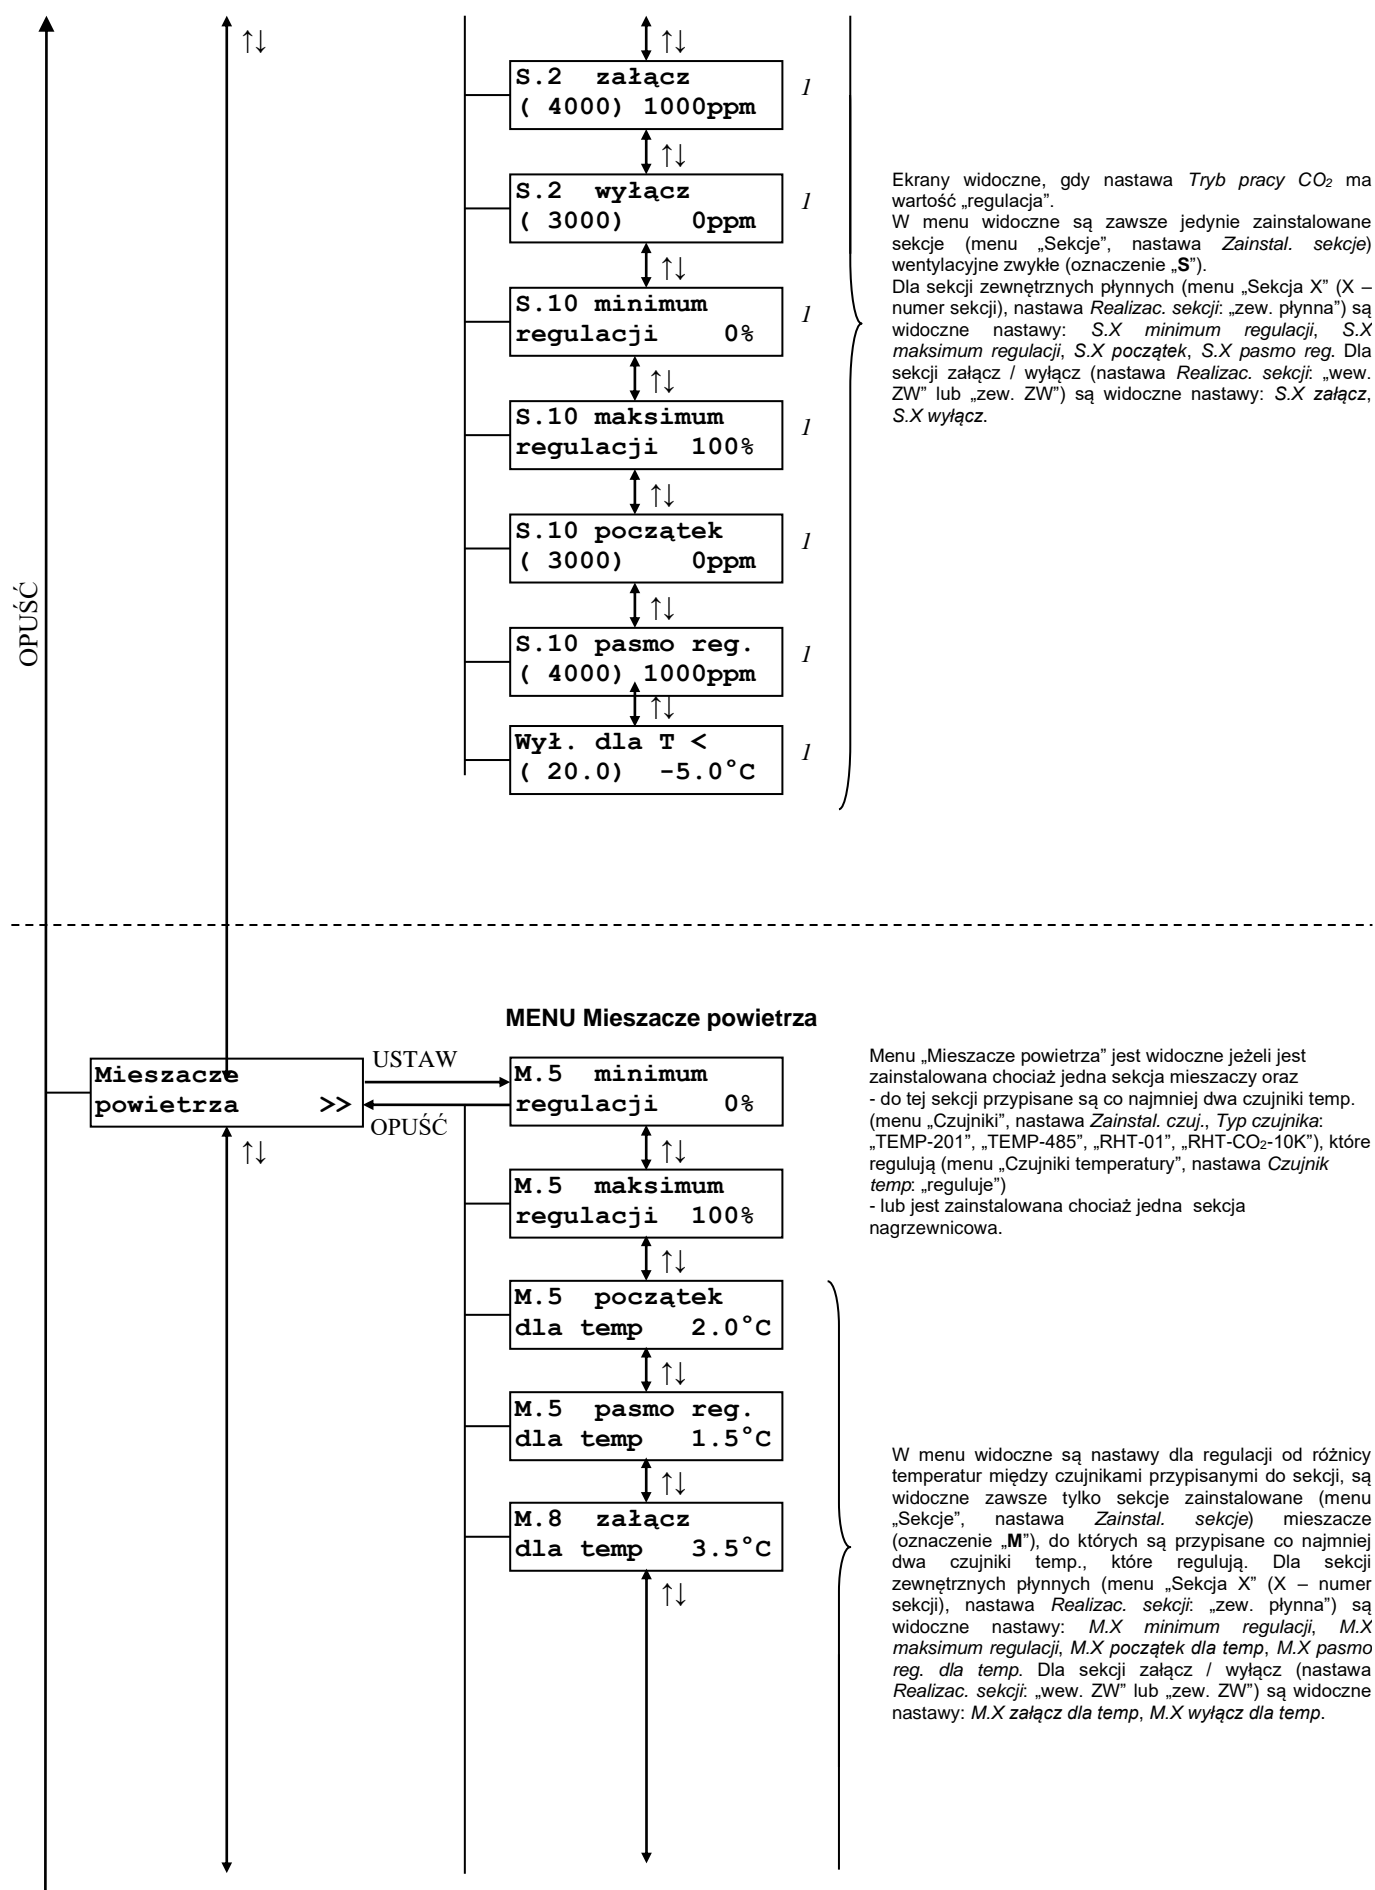 ↑↓
↑↓
S.2 załącz
( 4000) 1000ppm
1
↑↓
S.2 wyłącz
( 3000) 0ppm
1
↑↓
S.10 minimum
regulacji 0%
1
↑↓
S.10 maksimum
regulacji 100%
1
↑↓
S.10 początek
( 3000) 0ppm
1
↑↓
S.10 pasmo reg.
( 4000) 1000ppm
1
↑↓
Wył. dla T <
( 20.0) -5.0°C
1
OPUŚĆ
Ekrany widoczne, gdy nastawa Tryb pracy CO₂ ma
wartość „regulacja”.
W menu widoczne są zawsze jedynie zainstalowane
sekcje (menu „Sekcje”, nastawa Zainstal. sekcje)
wentylacyjne zwykłe (oznaczenie „S”).
Dla sekcji zewnętrznych płynnych (menu „Sekcja X” (X –
numer sekcji), nastawa Realizac. sekcji: „zew. płynna”) są
widoczne nastawy: S.X minimum regulacji, S.X
maksimum regulacji, S.X początek, S.X pasmo reg. Dla
sekcji załącz / wyłącz (nastawa Realizac. sekcji: „wew.
ZW” lub „zew. ZW”) są widoczne nastawy: S.X załącz,
S.X wyłącz.
MENU Mieszacze powietrza
Mieszacze
powietrza >>
USTAW
OPUŚĆ
↑↓
M.5 minimum
regulacji 0%
↑↓
M.5 maksimum
regulacji 100%
↑↓
M.5 początek
dla temp 2.0°C
↑↓
M.5 pasmo reg.
dla temp 1.5°C
↑↓
M.8 załącz
dla temp 3.5°C
↑↓
Menu „Mieszacze powietrza” jest widoczne jeżeli jest
zainstalowana chociaż jedna sekcja mieszaczy oraz
- do tej sekcji przypisane są co najmniej dwa czujniki temp.
(menu „Czujniki”, nastawa Zainstal. czuj., Typ czujnika:
„TEMP-201”, „TEMP-485”, „RHT-01”, „RHT-CO₂-10K”), które
regulują (menu „Czujniki temperatury”, nastawa Czujnik
temp: „reguluje”)
- lub jest zainstalowana chociaż jedna sekcja
nagrzewnicowa.
W menu widoczne są nastawy dla regulacji od różnicy
temperatur między czujnikami przypisanymi do sekcji, są
widoczne zawsze tylko sekcje zainstalowane (menu
„Sekcje”, nastawa Zainstal. sekcje) mieszacze
(oznaczenie „M”), do których są przypisane co najmniej
dwa czujniki temp., które regulują. Dla sekcji
zewnętrznych płynnych (menu „Sekcja X” (X – numer
sekcji), nastawa Realizac. sekcji: „zew. płynna”) są
widoczne nastawy: M.X minimum regulacji, M.X
maksimum regulacji, M.X początek dla temp, M.X pasmo
reg. dla temp. Dla sekcji załącz / wyłącz (nastawa
Realizac. sekcji: „wew. ZW” lub „zew. ZW”) są widoczne
nastawy: M.X załącz dla temp, M.X wyłącz dla temp.